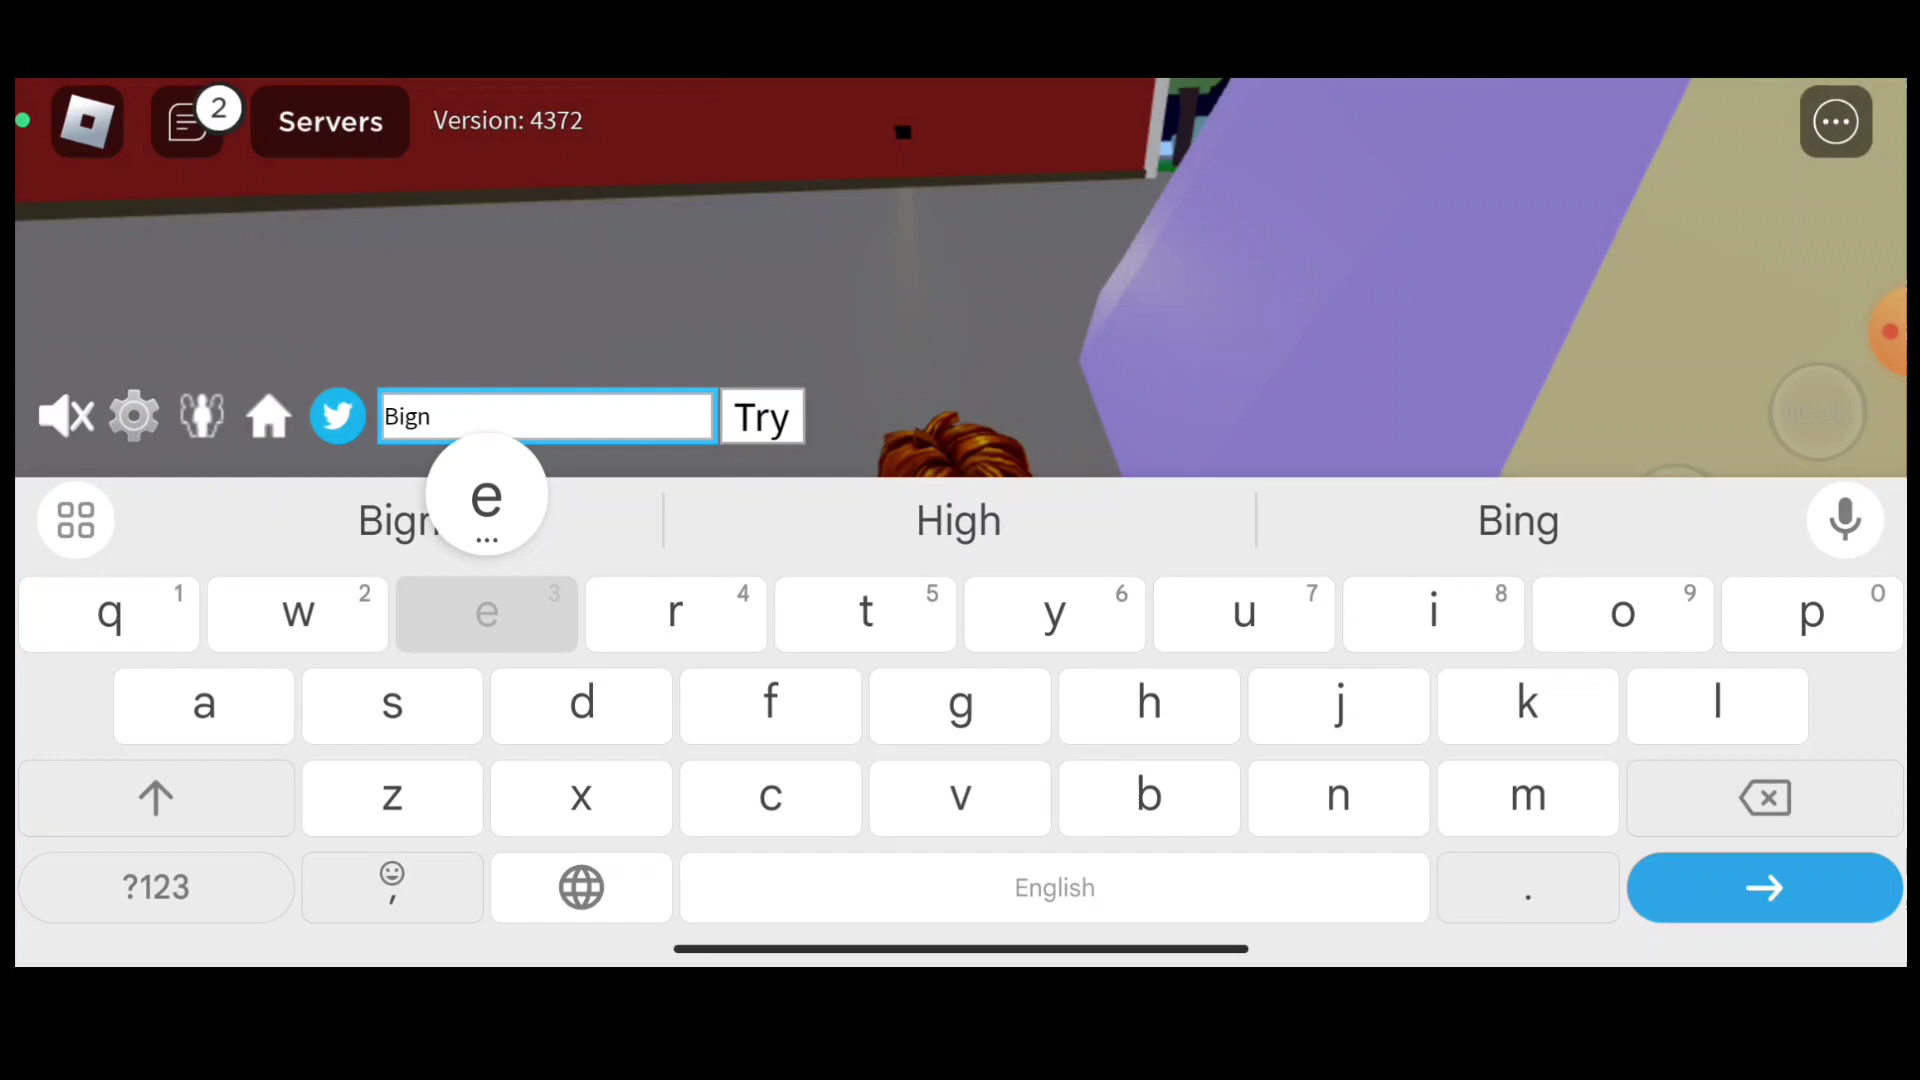 2 Servers Version: 4372
Bign Try
e
...
Bign High Bing
q 1 w 2 e 3 r 4 t 5 y 6 u 7 i 8 o 9 p 0
a s d f g h j k l
z x c v b n m
?123 , English .